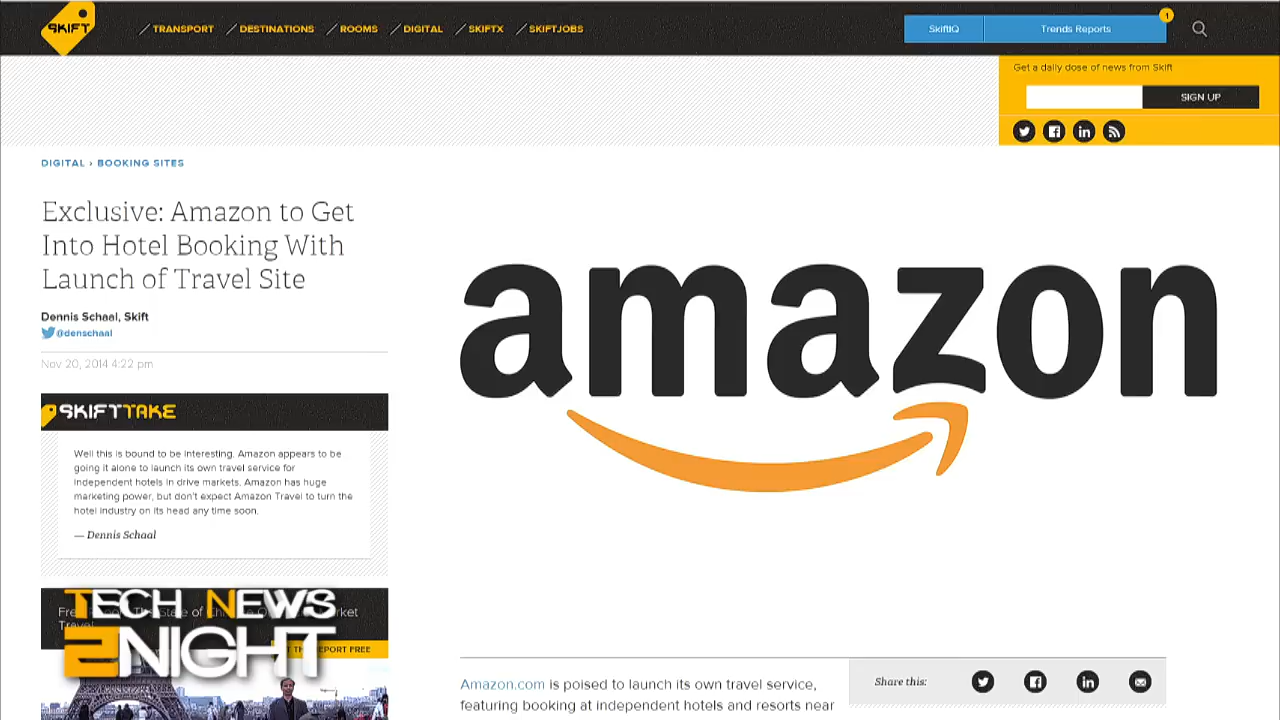 SKIFT
TRANSPORT
DESTINATIONS
ROOMS
DIGITAL
SKIFTX
SKIFTJOBS
SkiftIQ
Trends Reports
1
Get a daily dose of news from Skift
SIGN UP
DIGITAL › BOOKING SITES
Exclusive: Amazon to Get
Into Hotel Booking With
Launch of Travel Site
Dennis Schaal, Skift
@denschaal
Nov 20, 2014 4:22 pm
SKIFTTAKE
Well this is bound to be interesting. Amazon appears to be
going it alone to launch its own travel service for
independent hotels in drive markets. Amazon has huge
marketing power, but don't expect Amazon Travel to turn the
hotel industry on its head any time soon.
— Dennis Schaal
amazon
TECH NEWS
2NIGHT
REPORT FREE
Amazon.com is poised to launch its own travel service,
featuring booking at independent hotels and resorts near
Share this: